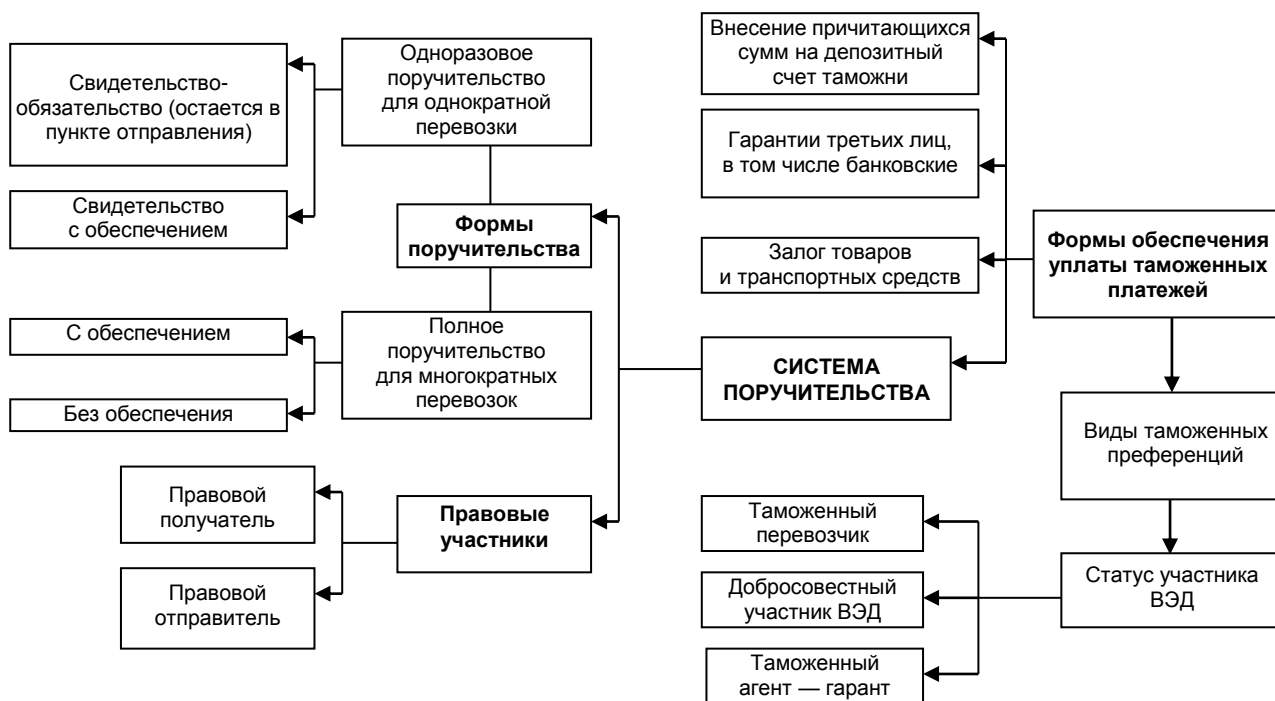 Свидетельство-
обязательство (остается в
пункте отправления)
Свидетельство
с обеспечением
С обеспечением
Без обеспечения
Правовой
получатель
Правовой
отправитель
Одноразовое
поручительство
для однократной
перевозки
Формы
поручительства
Полное
поручительство
для многократных
перевозок
Правовые
участники
Внесение причитающихся
сумм на депозитный
счет таможни
Гарантии третьих лиц,
в том числе банковские
Залог товаров
и транспортных средств
СИСТЕМА
ПОРУЧИТЕЛЬСТВА
Таможенный
перевозчик
Добросовестный
участник ВЭД
Таможенный
агент — гарант
Формы обеспечения
уплаты таможенных
платежей
Виды таможенных
преференций
Статус участника
ВЭД